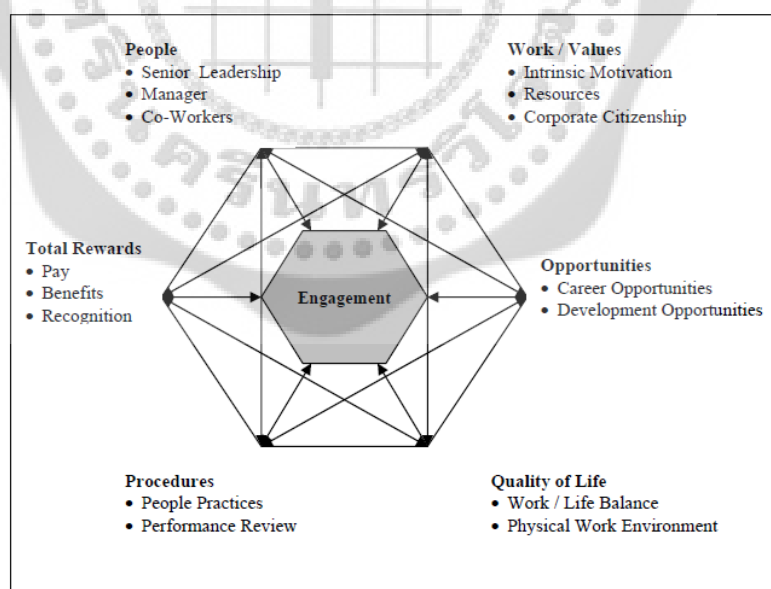 People
• Senior Leadership
• Manager
• Co-Workers
Work / Values
• Intrinsic Motivation
• Resources
• Corporate Citizenship
Total Rewards
• Pay
• Benefits
• Recognition
Engagement
Opportunities
• Career Opportunities
• Development Opportunities
Procedures
• People Practices
• Performance Review
Quality of Life
• Work / Life Balance
• Physical Work Environment